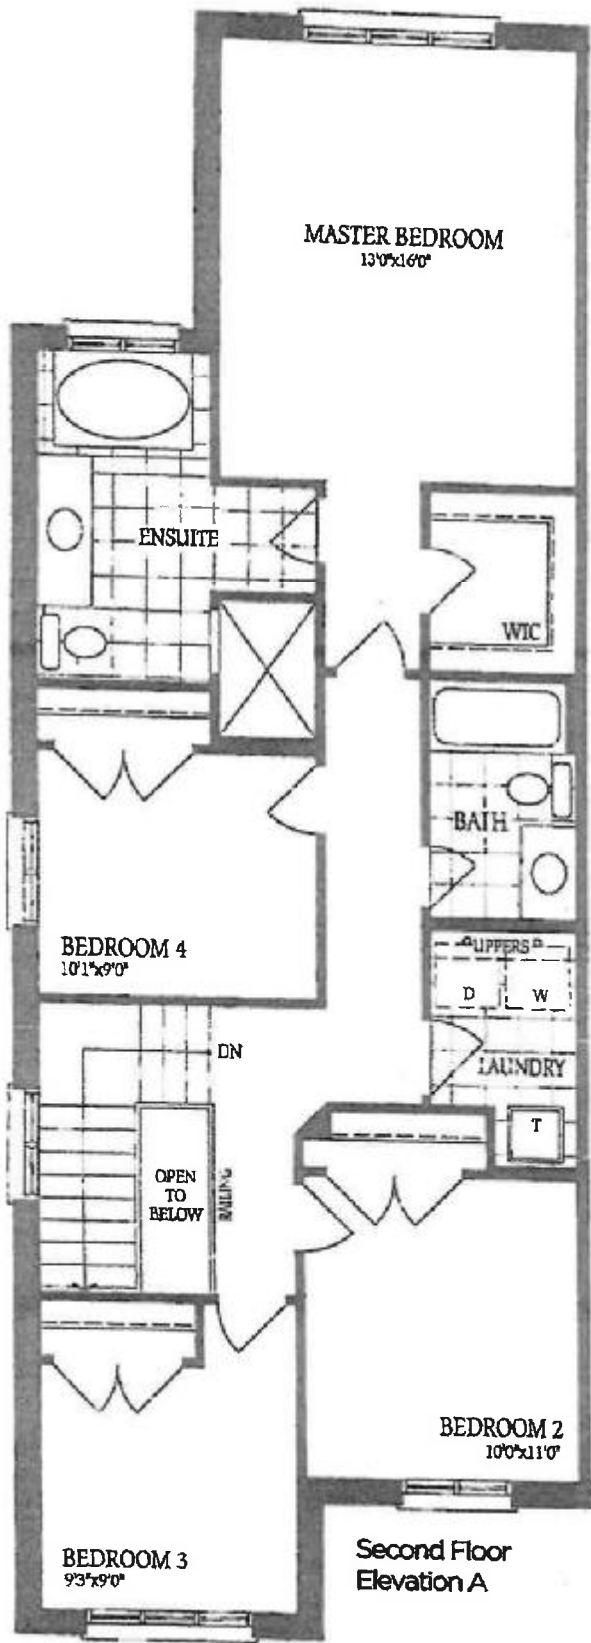 MASTER BEDROOM
13'0"x16'0"
ENSUITE
WIC
BATH
BEDROOM 4
10'1"x9'0"
UPPERS
D W
DN
LAUNDRY
T
OPEN
TO
BELOW
RAILING
BEDROOM 2
10'0"x11'0"
BEDROOM 3
9'3"x9'0"
Second Floor
Elevation A